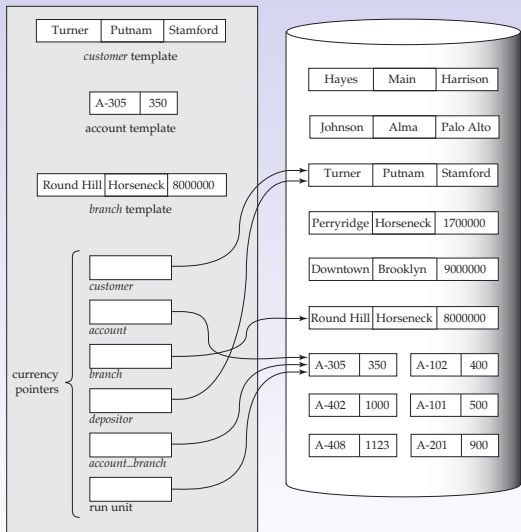 Turner Putnam Stamford
customer template
A-305 350
account template
Round Hill Horseneck 8000000
branch template
currency
pointers
customer
account
branch
depositor
account_branch
run unit
Hayes Main Harrison
Johnson Alma Palo Alto
Turner Putnam Stamford
Perryridge Horseneck 1700000
Downtown Brooklyn 9000000
Round Hill Horseneck 8000000
A-305 350 A-102 400
A-402 1000 A-101 500
A-408 1123 A-201 900